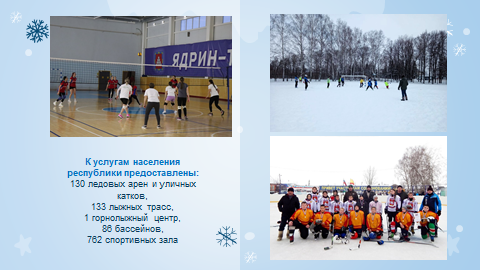 ЯДРИН-Т
К услугам населения
республики предоставлены:
130 ледовых арен и уличных
катков,
133 лыжных трасс,
1 горнолыжный центр,
86 бассейнов,
762 спортивных зала